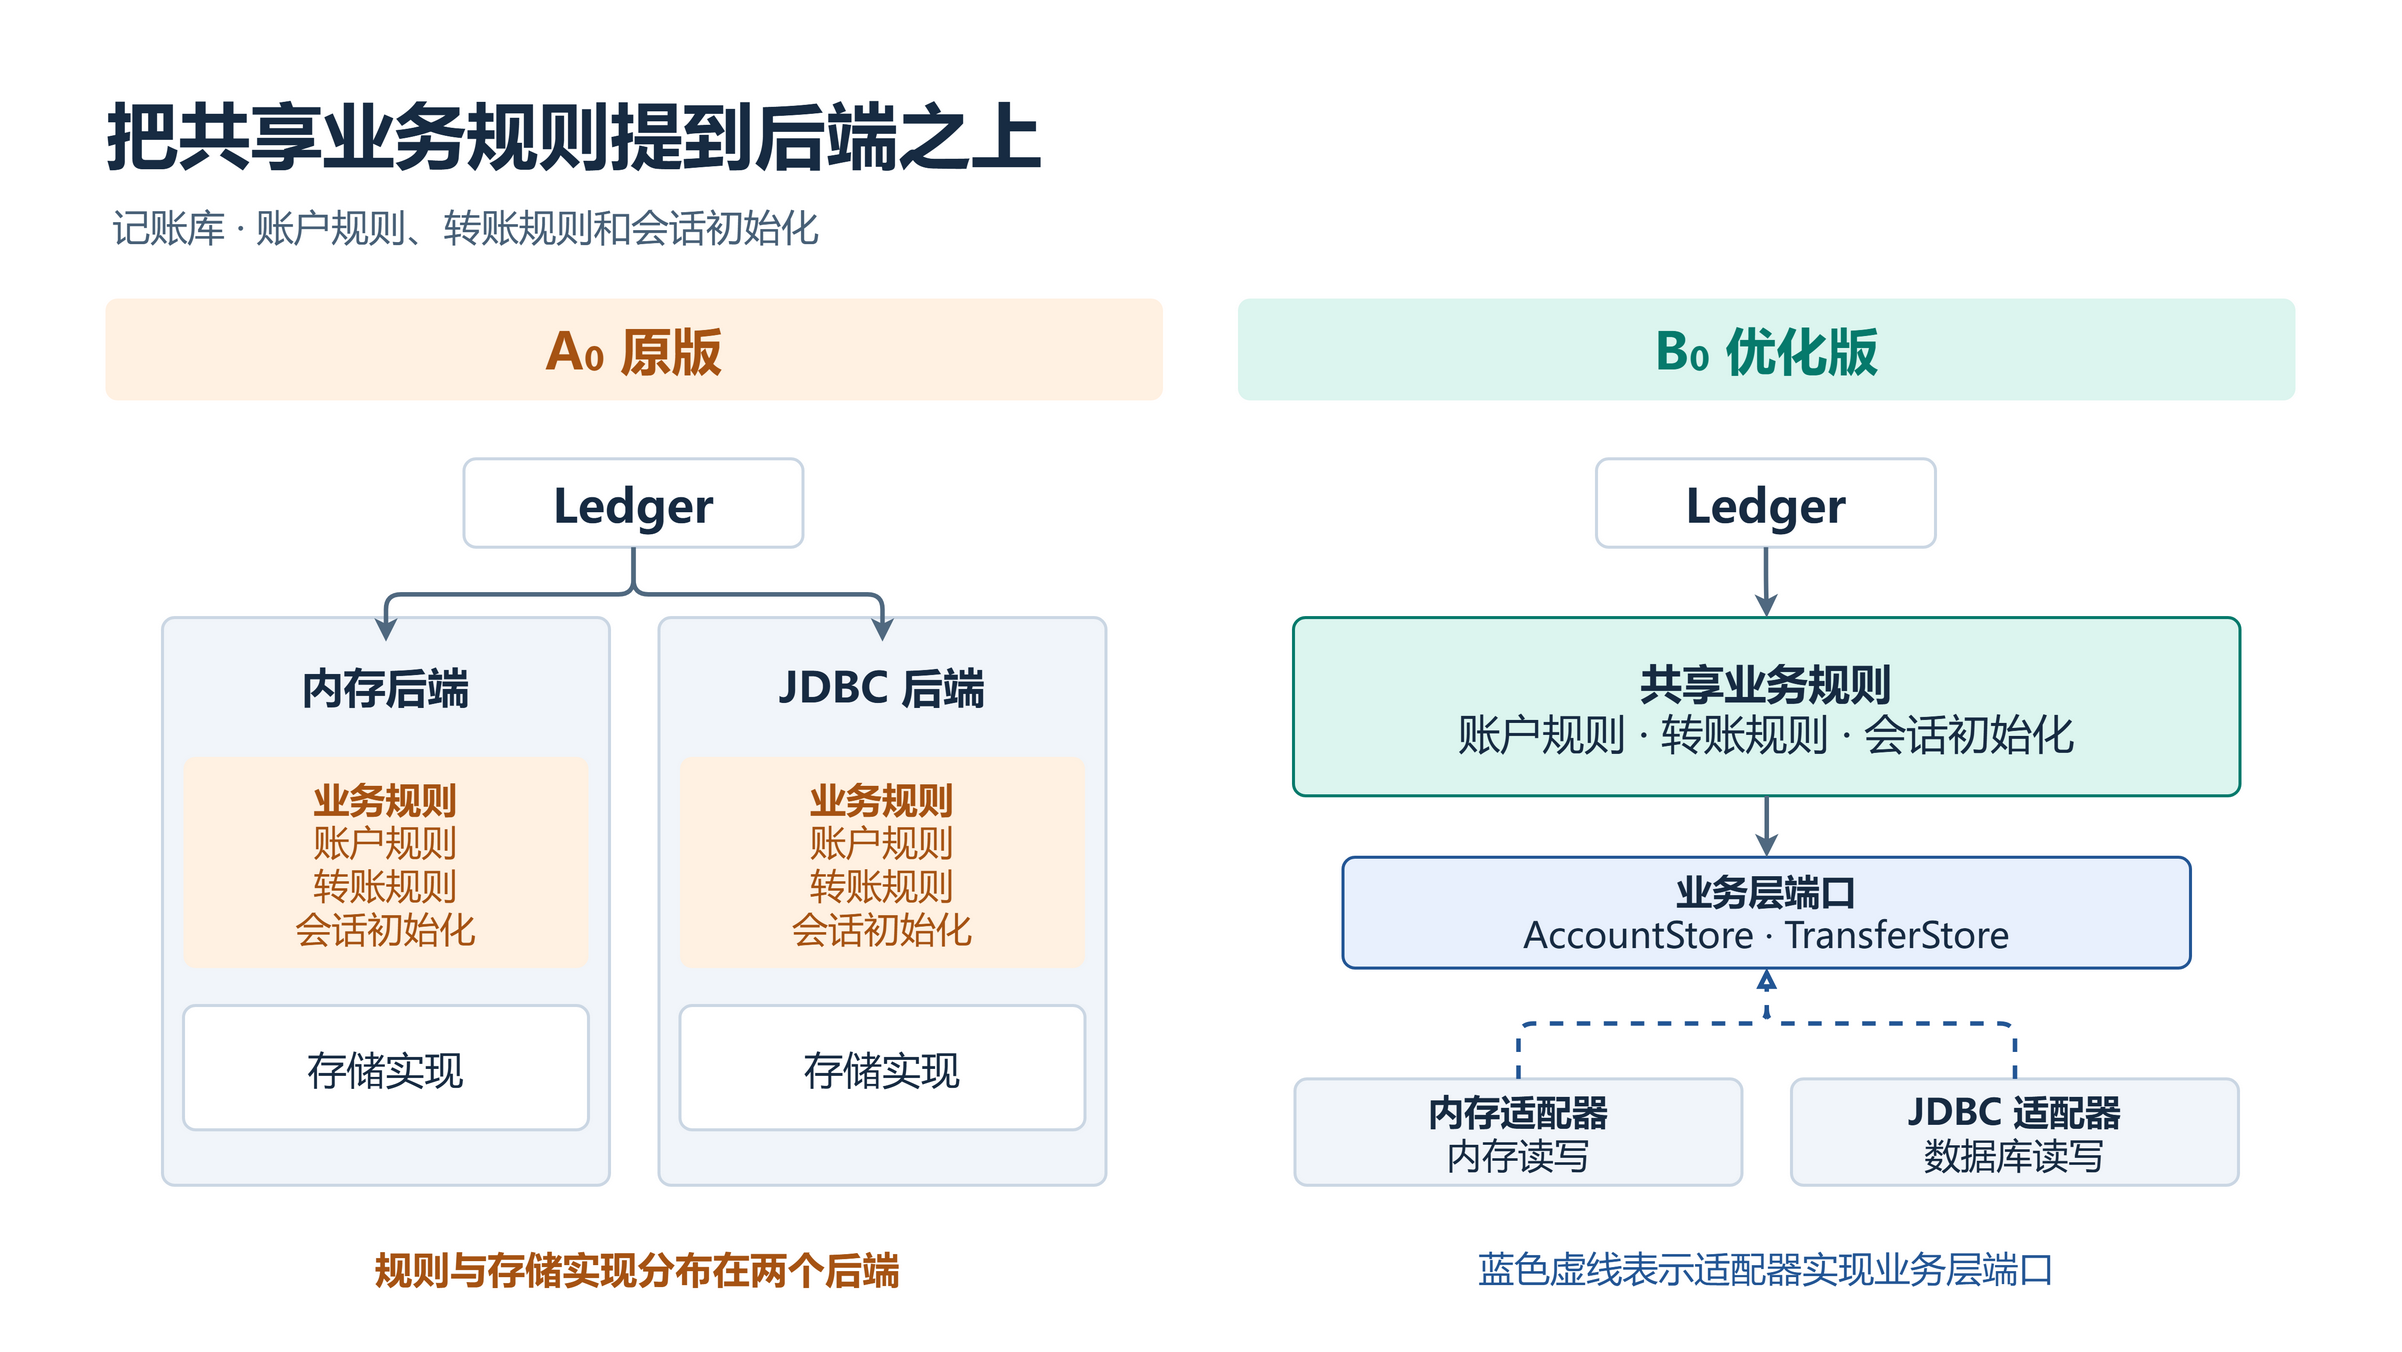 把共享业务规则提到后端之上
记账库 · 账户规则、转账规则和会话初始化
A₀ 原版
Ledger
内存后端
业务规则
账户规则
转账规则
会话初始化
存储实现
JDBC 后端
业务规则
账户规则
转账规则
会话初始化
存储实现
规则与存储实现分布在两个后端
B₀ 优化版
Ledger
共享业务规则
账户规则 · 转账规则 · 会话初始化
业务层端口
AccountStore · TransferStore
内存适配器
内存读写
JDBC 适配器
数据库读写
蓝色虚线表示适配器实现业务层端口